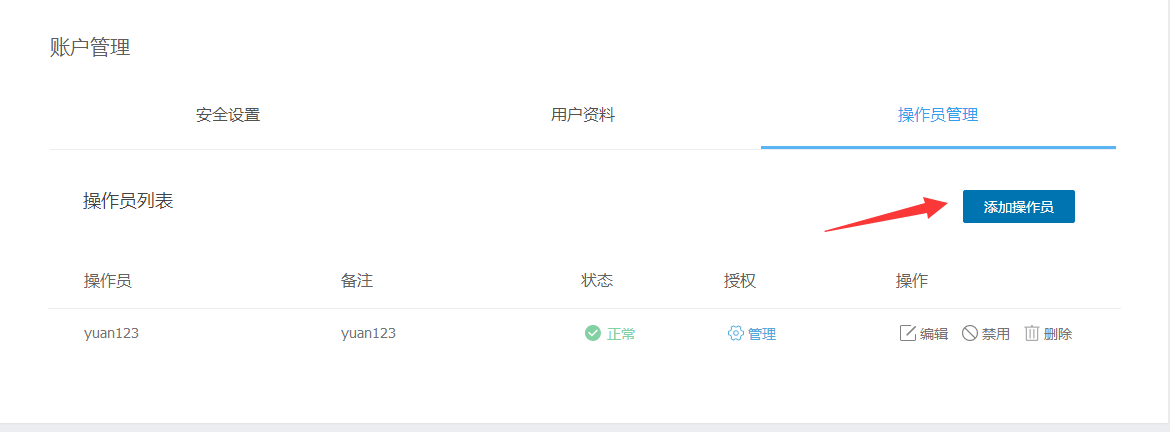 账户管理
安全设置 用户资料 操作员管理
操作员列表 添加操作员
操作员 备注 状态 授权 操作
yuan123 yuan123 正常 管理 编辑 禁用 删除